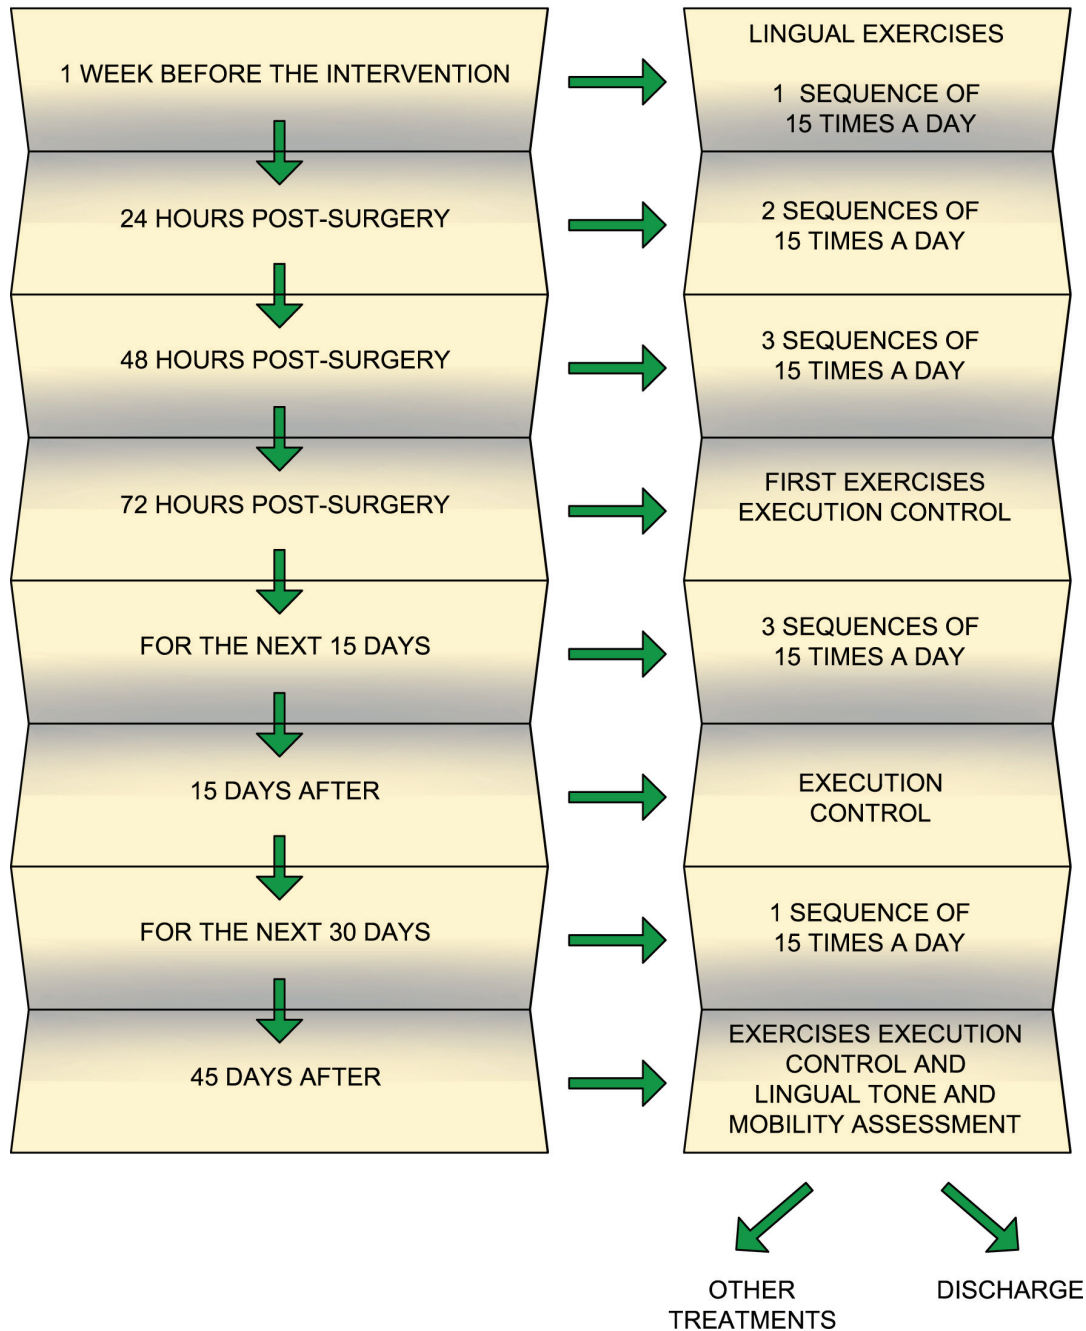 1 WEEK BEFORE THE INTERVENTION
LINGUAL EXERCISES
1 SEQUENCE OF
15 TIMES A DAY
24 HOURS POST-SURGERY
2 SEQUENCES OF
15 TIMES A DAY
48 HOURS POST-SURGERY
3 SEQUENCES OF
15 TIMES A DAY
72 HOURS POST-SURGERY
FIRST EXERCISES
EXECUTION CONTROL
FOR THE NEXT 15 DAYS
3 SEQUENCES OF
15 TIMES A DAY
15 DAYS AFTER
EXECUTION
CONTROL
FOR THE NEXT 30 DAYS
1 SEQUENCE OF
15 TIMES A DAY
45 DAYS AFTER
EXERCISES EXECUTION
CONTROL AND
LINGUAL TONE AND
MOBILITY ASSESSMENT
OTHER
TREATMENTS
DISCHARGE